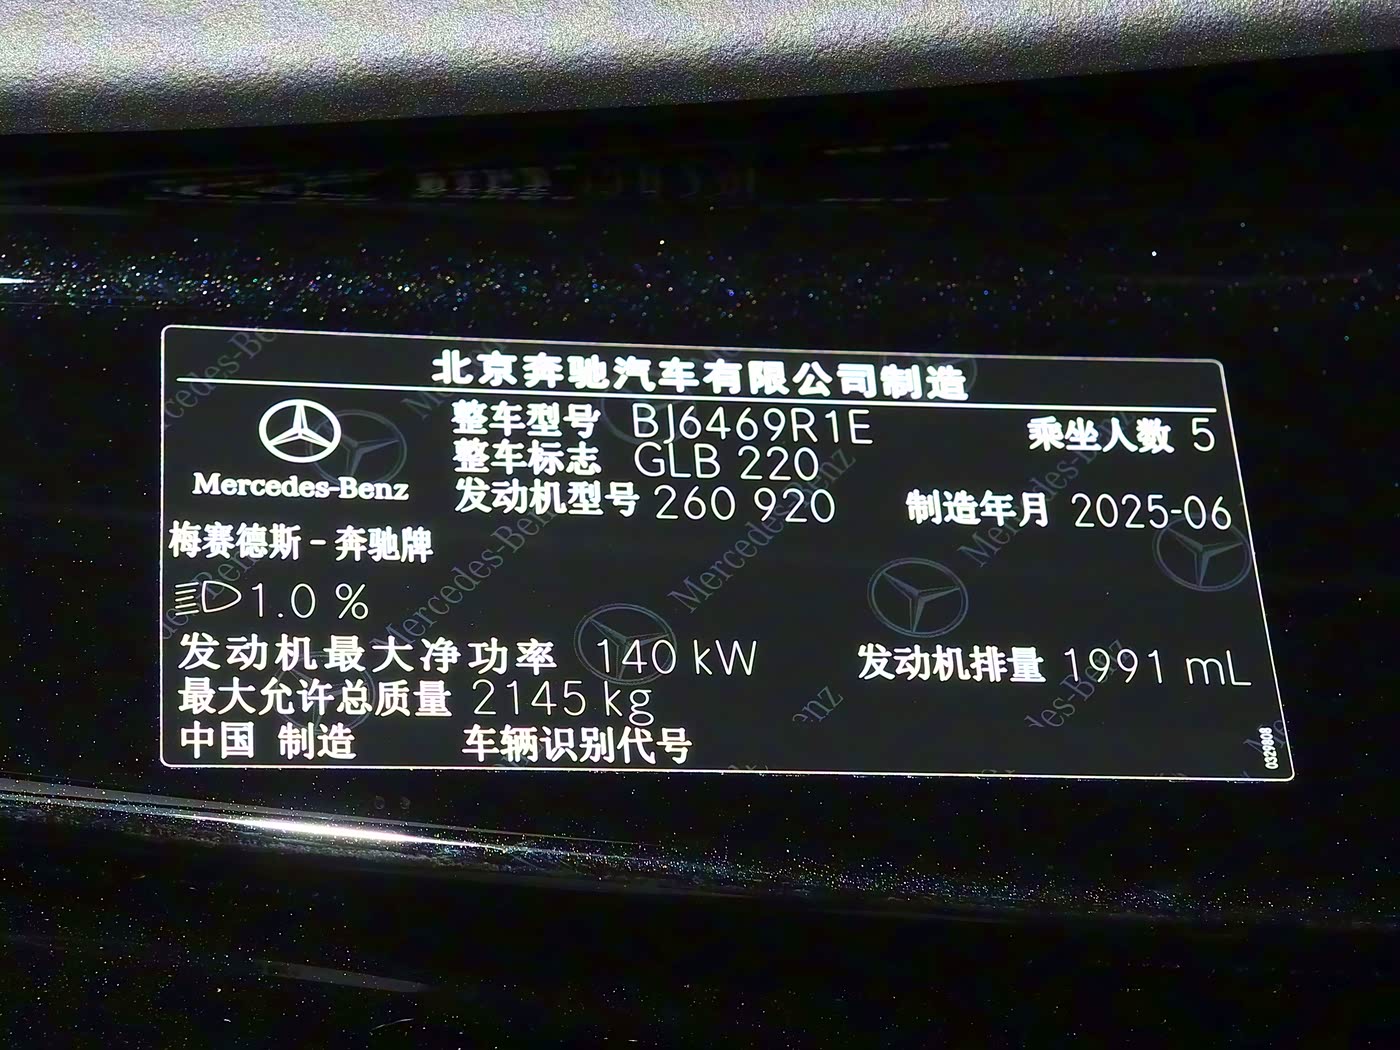 北京奔驰汽车有限公司制造
Mercedes-Benz
整车型号 BJ6469R1E 乘坐人数 5
整车标志 GLB 220
发动机型号 260 920 制造年月 2025-06
梅赛德斯-奔驰牌
1.0 %
发动机最大净功率 140 kW 发动机排量 1991 mL
最大允许总质量 2145 kg
中国 制造 车辆识别代号
0329808